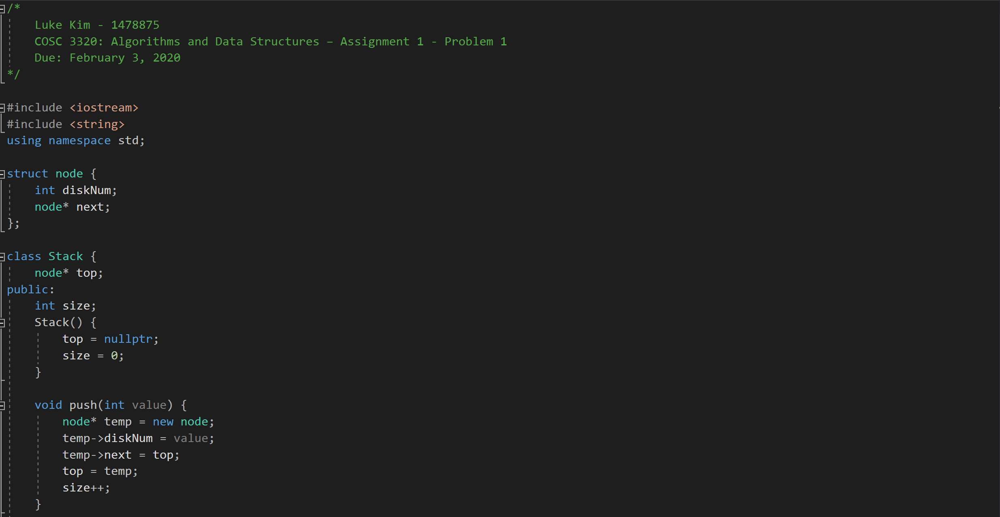 /*
    Luke Kim - 1478875
    COSC 3320: Algorithms and Data Structures – Assignment 1 - Problem 1
    Due: February 3, 2020
*/
#include <iostream>
#include <string>
using namespace std;
struct node {
    int diskNum;
    node* next;
};
class Stack {
    node* top;
public:
    int size;
    Stack() {
        top = nullptr;
        size = 0;
    }
    void push(int value) {
        node* temp = new node;
        temp->diskNum = value;
        temp->next = top;
        top = temp;
        size++;
    }